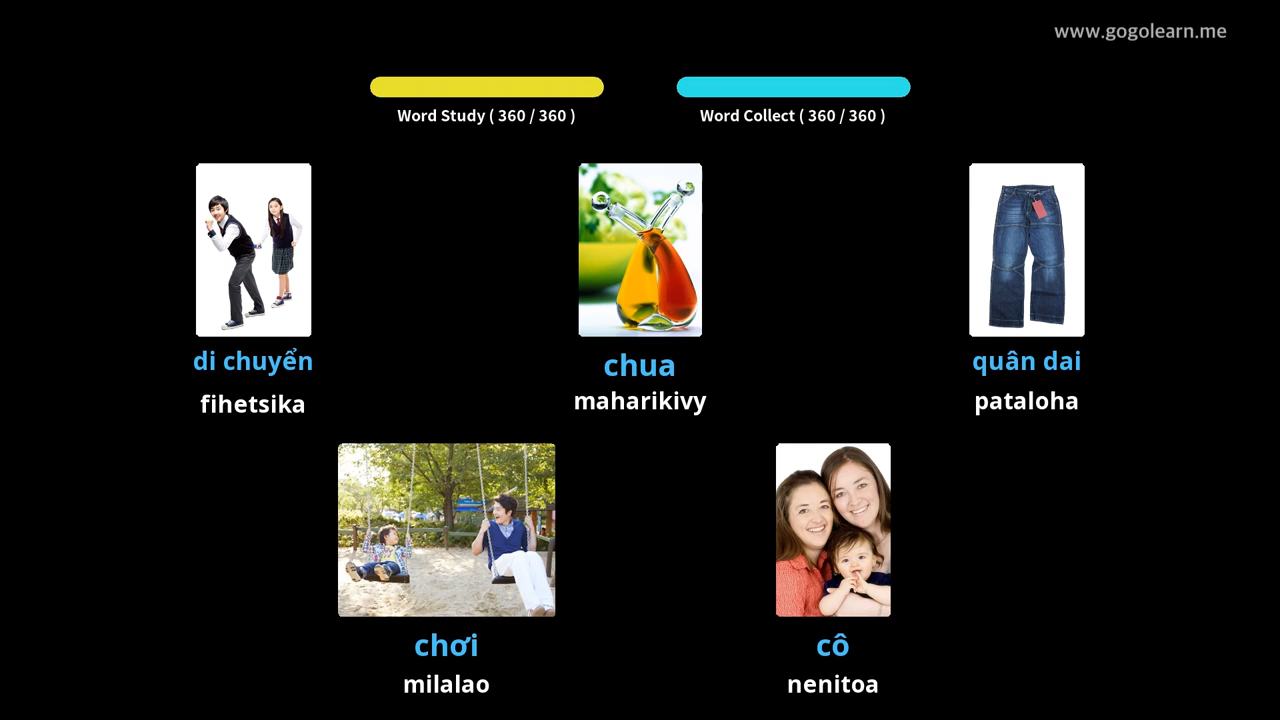 www.gogolearn.me
Word Study ( 360 / 360 )
Word Collect ( 360 / 360 )
di chuyển
fihetsika
chua
maharikivy
quân dai
pataloha
chơi
milalao
cô
nenitoa